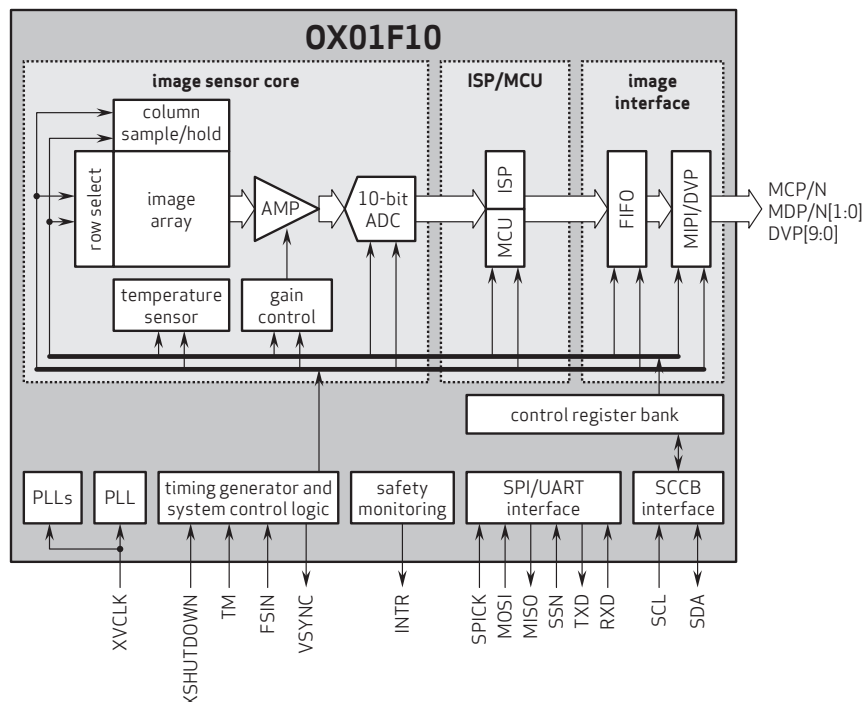 OX01F10
image sensor core
ISP/MCU
image
interface
column
sample/hold
row select
image
array
AMP
10-bit
ADC
ISP
MCU
FIFO
MIPI/DVP
MCP/N
MDP/N[1:0]
DVP[9:0]
temperature
sensor
gain
control
control register bank
PLLs
PLL
timing generator and
system control logic
safety
monitoring
SPI/UART
interface
SCCB
interface
XVCLK
XSHUTDOWN
TM
FSIN
VSYNC
INTR
SPICK
MOSI
MISO
SSN
TXD
RXD
SCL
SDA